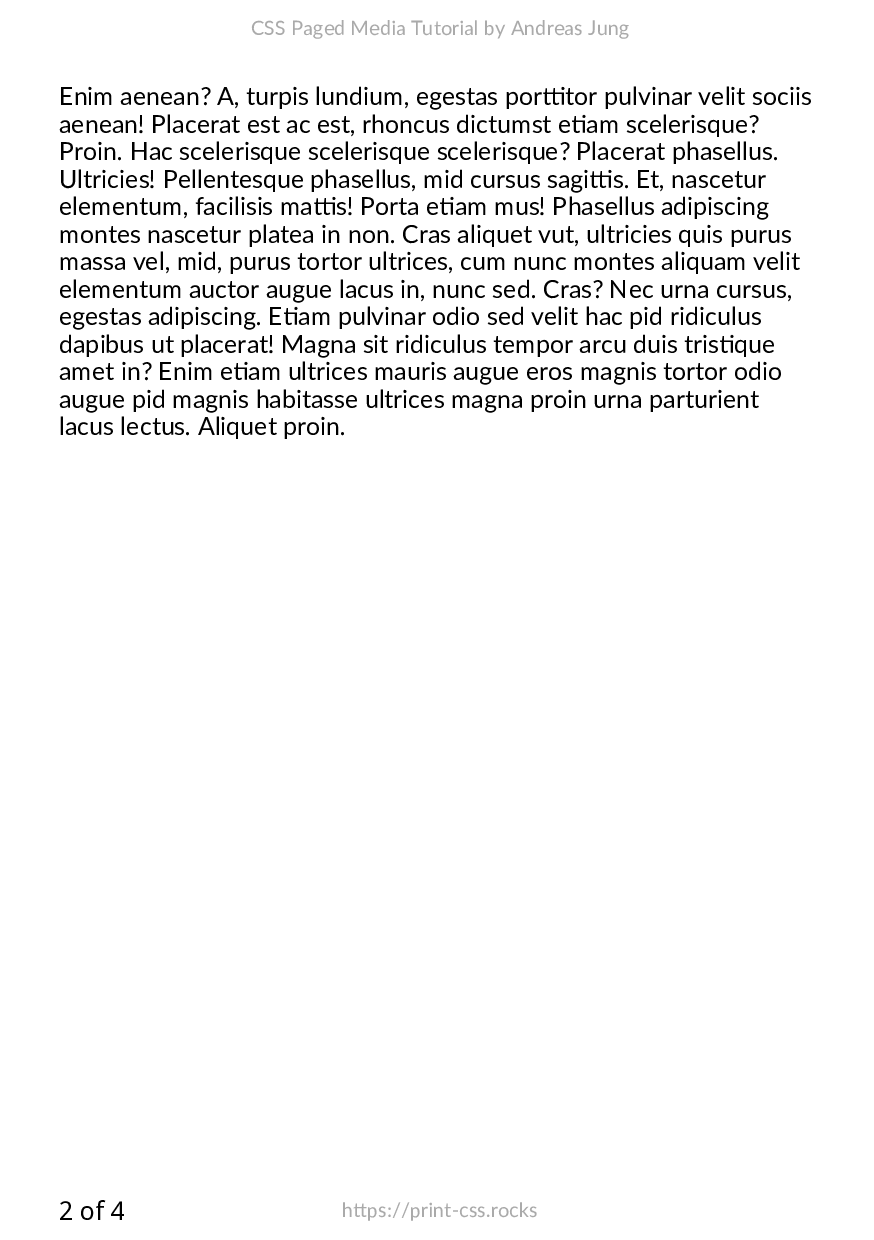 CSS Paged Media Tutorial by Andreas Jung
Enim aenean? A, turpis lundium, egestas porttitor pulvinar velit sociis
aenean! Placerat est ac est, rhoncus dictumst etiam scelerisque?
Proin. Hac scelerisque scelerisque scelerisque? Placerat phasellus.
Ultricies! Pellentesque phasellus, mid cursus sagittis. Et, nascetur
elementum, facilisis mattis! Porta etiam mus! Phasellus adipiscing
montes nascetur platea in non. Cras aliquet vut, ultricies quis purus
massa vel, mid, purus tortor ultrices, cum nunc montes aliquam velit
elementum auctor augue lacus in, nunc sed. Cras? Nec urna cursus,
egestas adipiscing. Etiam pulvinar odio sed velit hac pid ridiculus
dapibus ut placerat! Magna sit ridiculus tempor arcu duis tristique
amet in? Enim etiam ultrices mauris augue eros magnis tortor odio
augue pid magnis habitasse ultrices magna proin urna parturient
lacus lectus. Aliquet proin.
2 of 4
https://print-css.rocks